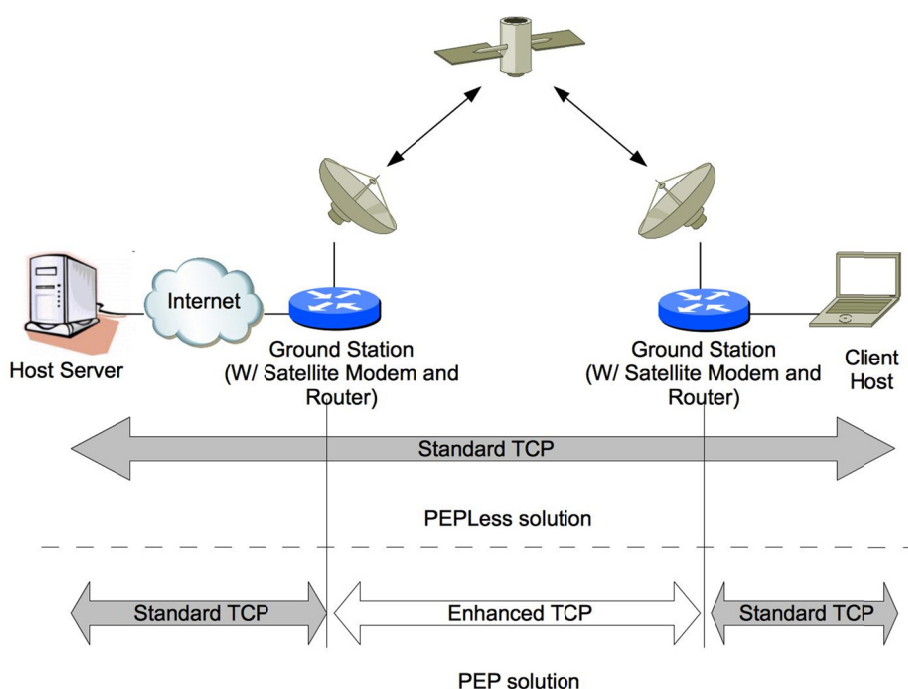 Internet
Host Server
Ground Station
(W/ Satellite Modem and
Router)
Ground Station
(W/ Satellite Modem and
Router)
Client
Host
Standard TCP
PEPLess solution
Standard TCP
Enhanced TCP
Standard TCP
PEP solution